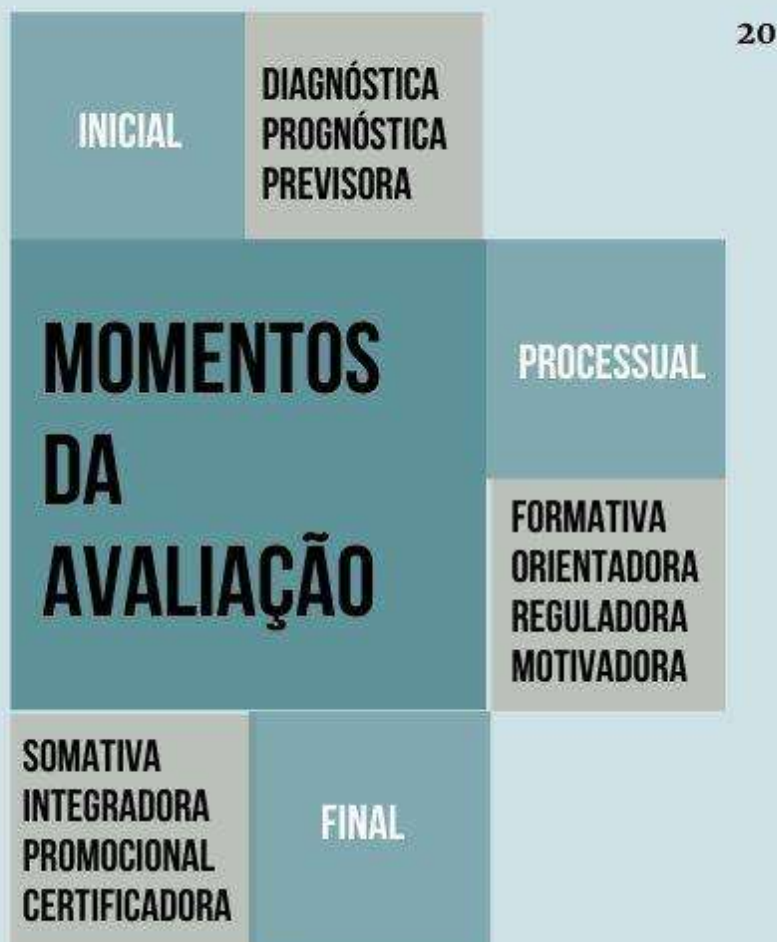 20
INICIAL
DIAGNÓSTICA
PROGNÓSTICA
PREVISORA
MOMENTOS
DA
AVALIAÇÃO
PROCESSUAL
FORMATIVA
ORIENTADORA
REGULADORA
MOTIVADORA
SOMATIVA
INTEGRADORA
PROMOCIONAL
CERTIFICADORA
FINAL